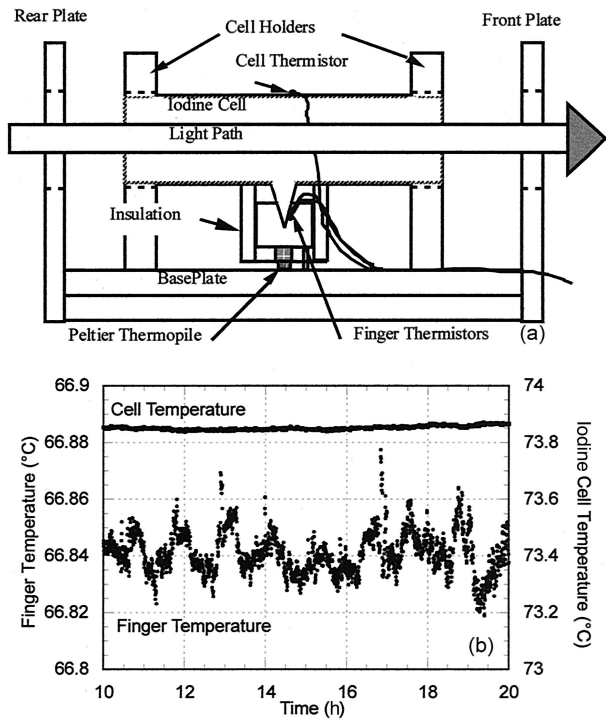 Rear Plate
Front Plate
Cell Holders
Cell Thermistor
Iodine Cell
Light Path
Insulation
BasePlate
Peltier Thermopile
Finger Thermistors
(a)
66.9
66.88
66.86
66.84
66.82
66.8
Finger Temperature (°C)
Cell Temperature
Finger Temperature
(b)
74
73.8
73.6
73.4
73.2
73
Iodine Cell Temperature (°C)
10
12
14
16
18
20
Time (h)